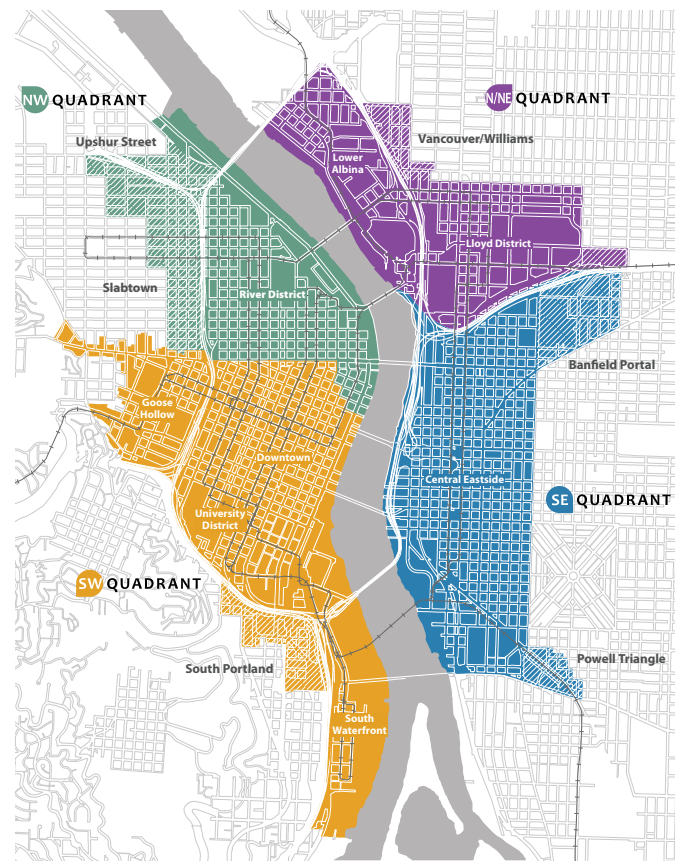 NW QUADRANT
N/NE QUADRANT
Upshur Street
Vancouver/Williams
Lower
Albina
Lloyd District
Slabtown
River District
Banfield Portal
Goose
Hollow
Downtown
Central Eastside
SE QUADRANT
University
District
SW QUADRANT
South Portland
Powell Triangle
South
Waterfront